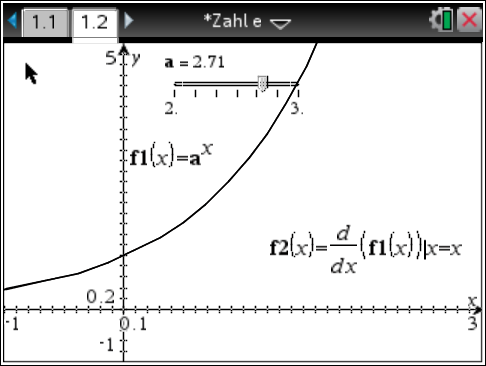 1.1 1.2 *Zahl e
5 y
a = 2.71
2. 3.
f1(x)=a^x
f2(x)=d/dx(f1(x))|x=x
0.2 x
-1 0.1 3
-1